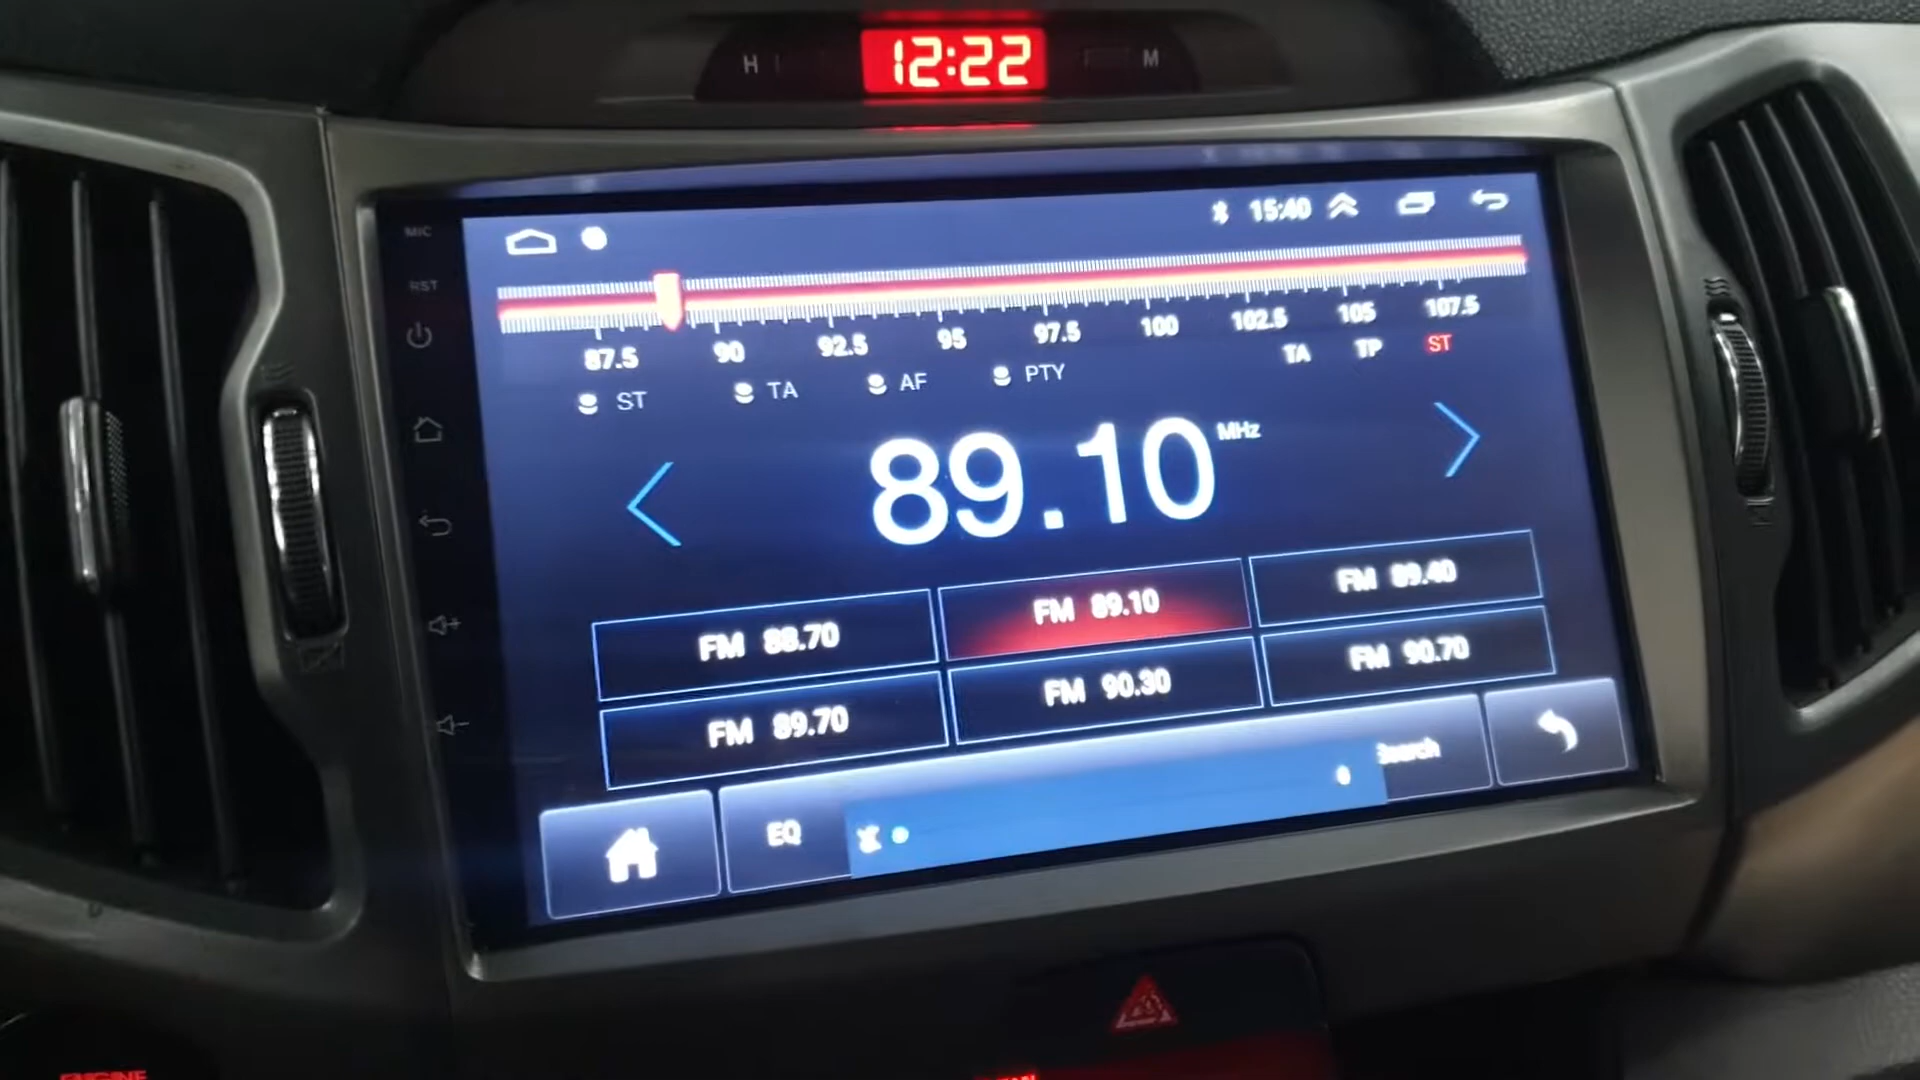 H 12:22 M
MIC
15:40
RST
87.5 90 92.5 95 97.5 100 102.5 105 107.5
TA TP ST
ST TA AF PTY
89.10 MHz
FM 88.70 FM 89.10 FM 89.40
FM 89.70 FM 90.30 FM 90.70
EQ Search
ENGINE